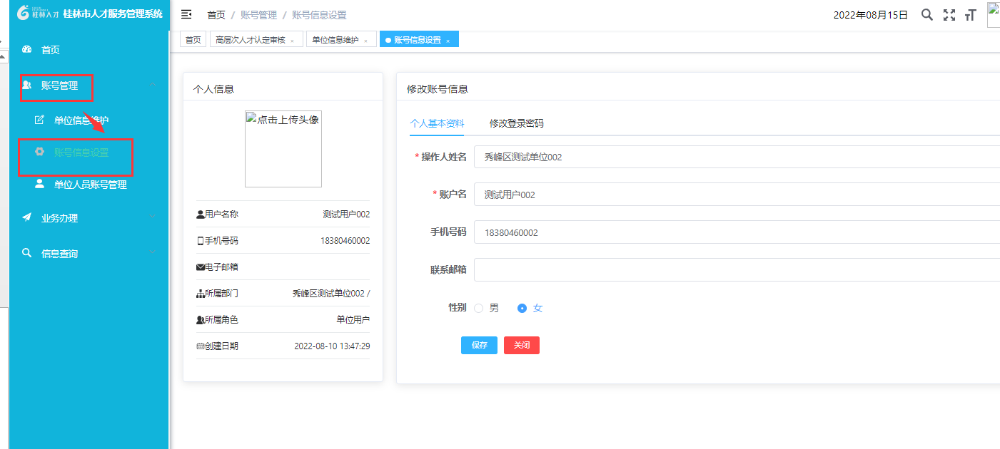 桂林人才 桂林市人才服务管理系统
首页 / 账号管理 / 账号信息设置
2022年08月15日
首页
高层次人才认定审核 ×
单位信息维护 ×
账号信息设置 ×
首页
账号管理
单位信息维护
账号信息设置
单位人员账号管理
业务办理
信息查询
个人信息
点击上传头像
用户名称 测试用户002
手机号码 18380460002
电子邮箱
所属部门 秀峰区测试单位002 /
所属角色 单位用户
创建日期 2022-08-10 13:47:29
修改账号信息
个人基本资料 修改登录密码
* 操作人姓名 秀峰区测试单位002
* 账户名 测试用户002
手机号码 18380460002
联系邮箱
性别 男 女
保存 关闭